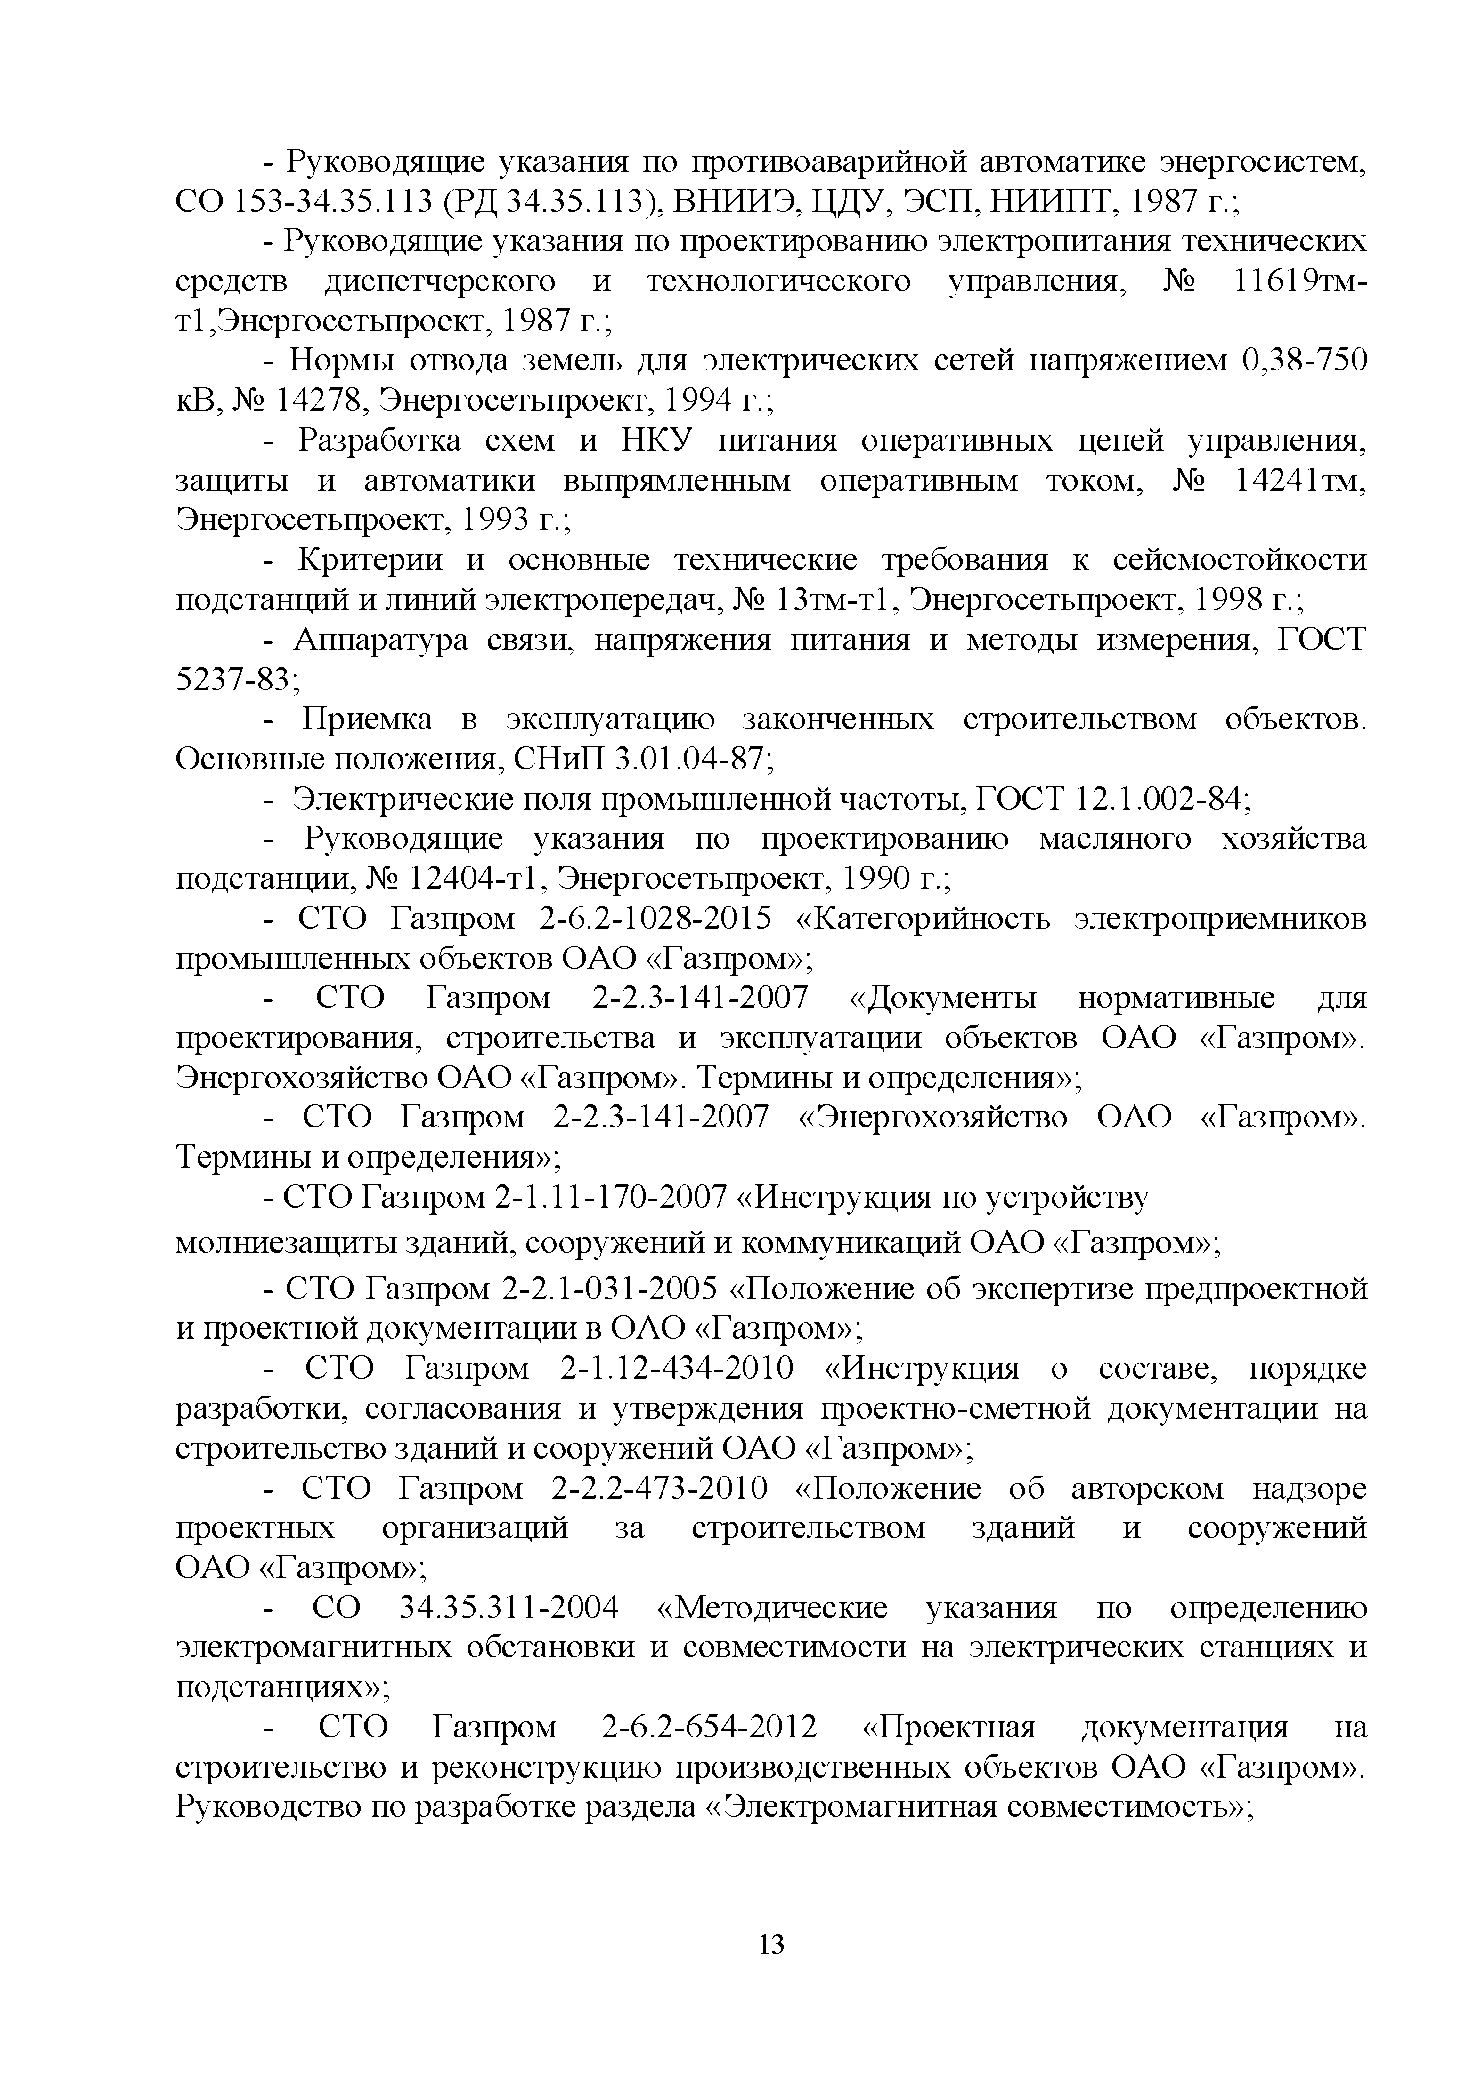 - Руководящие указания по противоаварийной автоматике энергосистем,
СО 153-34.35.113 (РД 34.35.113), ВНИИЭ, ЦДУ, ЭСП, НИИПТ, 1987 г.;
- Руководящие указания по проектированию электропитания технических
средств диспетчерского и технологического управления, № 11619тм-
т1,Энергосетьпроект, 1987 г.;
- Нормы отвода земель для электрических сетей напряжением 0,38-750
кВ, № 14278, Энергосетьпроект, 1994 г.;
- Разработка схем и НКУ питания оперативных цепей управления,
защиты и автоматики выпрямленным оперативным током, № 14241тм,
Энергосетьпроект, 1993 г.;
- Критерии и основные технические требования к сейсмостойкости
подстанций и линий электропередач, № 13тм-т1, Энергосетьпроект, 1998 г.;
- Аппаратура связи, напряжения питания и методы измерения, ГОСТ
5237-83;
- Приемка в эксплуатацию законченных строительством объектов.
Основные положения, СНиП 3.01.04-87;
- Электрические поля промышленной частоты, ГОСТ 12.1.002-84;
- Руководящие указания по проектированию масляного хозяйства
подстанции, № 12404-т1, Энергосетьпроект, 1990 г.;
- СТО Газпром 2-6.2-1028-2015 «Категорийность электроприемников
промышленных объектов ОАО «Газпром»;
- СТО Газпром 2-2.3-141-2007 «Документы нормативные для
проектирования, строительства и эксплуатации объектов ОАО «Газпром».
Энергохозяйство ОАО «Газпром». Термины и определения»;
- СТО Газпром 2-2.3-141-2007 «Энергохозяйство ОАО «Газпром».
Термины и определения»;
- СТО Газпром 2-1.11-170-2007 «Инструкция по устройству
молниезащиты зданий, сооружений и коммуникаций ОАО «Газпром»;
- СТО Газпром 2-2.1-031-2005 «Положение об экспертизе предпроектной
и проектной документации в ОАО «Газпром»;
- СТО Газпром 2-1.12-434-2010 «Инструкция о составе, порядке
разработки, согласования и утверждения проектно-сметной документации на
строительство зданий и сооружений ОАО «Газпром»;
- СТО Газпром 2-2.2-473-2010 «Положение об авторском надзоре
проектных организаций за строительством зданий и сооружений
ОАО «Газпром»;
- СО 34.35.311-2004 «Методические указания по определению
электромагнитных обстановки и совместимости на электрических станциях и
подстанциях»;
- СТО Газпром 2-6.2-654-2012 «Проектная документация на
строительство и реконструкцию производственных объектов ОАО «Газпром».
Руководство по разработке раздела «Электромагнитная совместимость»;
13